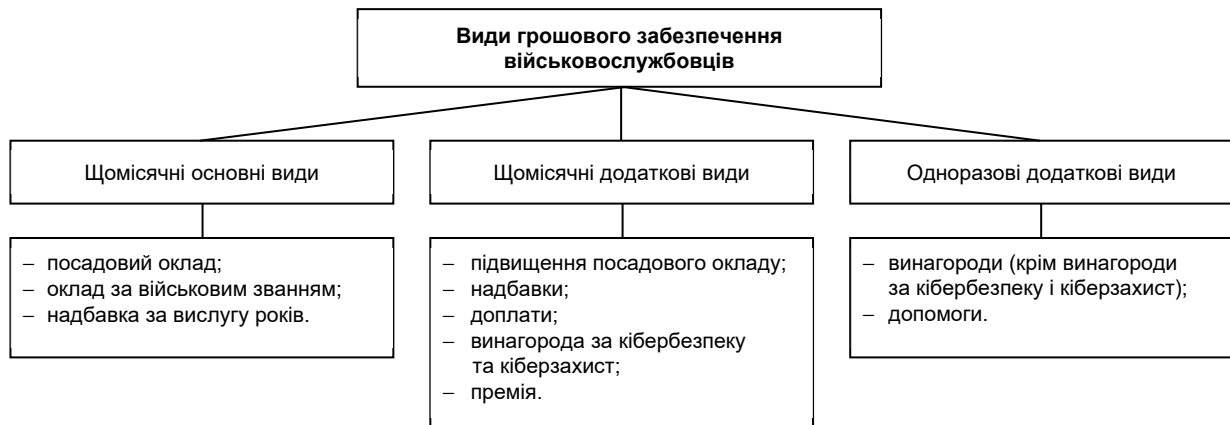 Види грошового забезпечення
військовослужбовців
Щомісячні основні види
Щомісячні додаткові види
Одноразові додаткові види
– посадовий оклад;
– оклад за військовим званням;
– надбавка за вислугу років.
– підвищення посадового окладу;
– надбавки;
– доплати;
– винагорода за кібербезпеку
та кіберзахист;
– премія.
– винагороди (крім винагороди
за кібербезпеку і кіберзахист);
– допомоги.